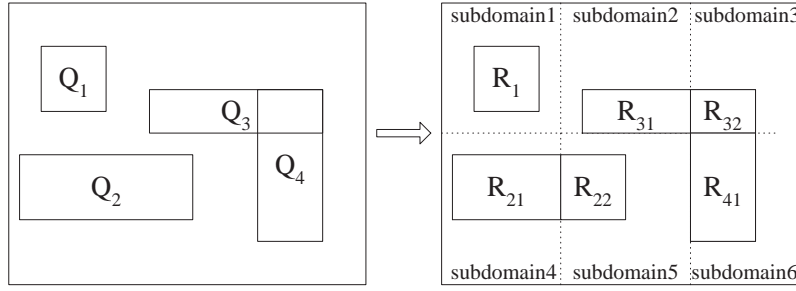 subdomain1 subdomain2 subdomain3
Q1
R1
Q3
R31 R32
Q2
Q4
R21 R22
R41
subdomain4 subdomain5 subdomain6